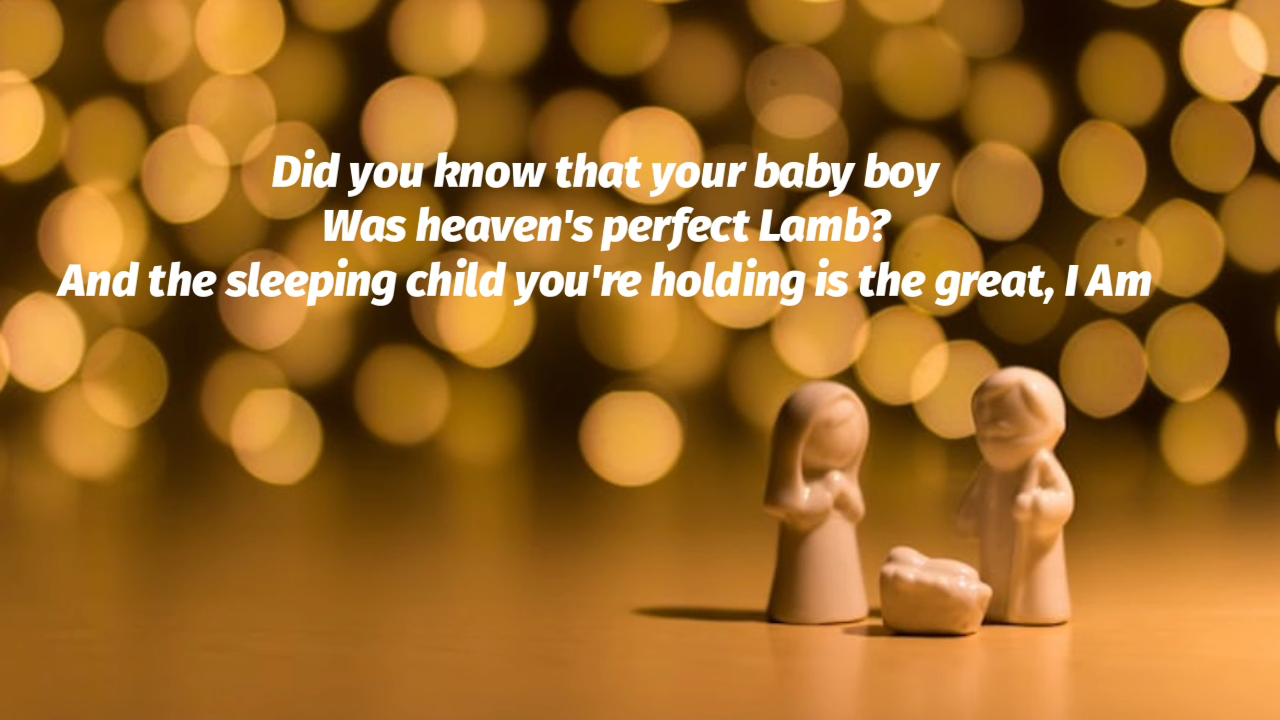 Did you know that your baby boy
Was heaven's perfect Lamb?
And the sleeping child you're holding is the great, I Am